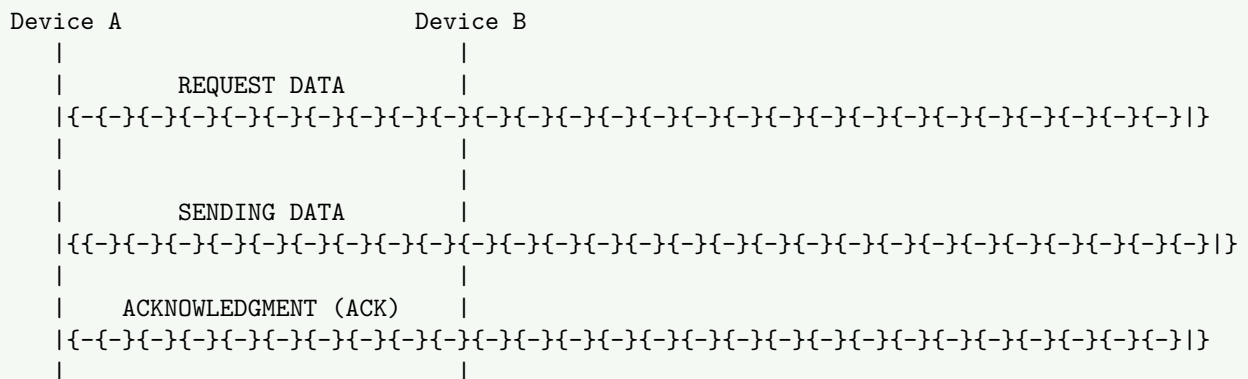 Device A                     Device B
   |                            |
   |        REQUEST DATA        |
   |{-{-}{-}{-}{-}{-}{-}{-}{-}{-}{-}{-}{-}{-}{-}{-}{-}{-}{-}{-}{-}{-}{-}{-}{-}{-}{-}|}
   |                            |
   |                            |
   |        SENDING DATA        |
   |{{-}{-}{-}{-}{-}{-}{-}{-}{-}{-}{-}{-}{-}{-}{-}{-}{-}{-}{-}{-}{-}{-}{-}{-}{-}{-}{-}|}
   |                            |
   |    ACKNOWLEDGMENT (ACK)    |
   |{-{-}{-}{-}{-}{-}{-}{-}{-}{-}{-}{-}{-}{-}{-}{-}{-}{-}{-}{-}{-}{-}{-}{-}{-}{-}{-}|}
   |                            |